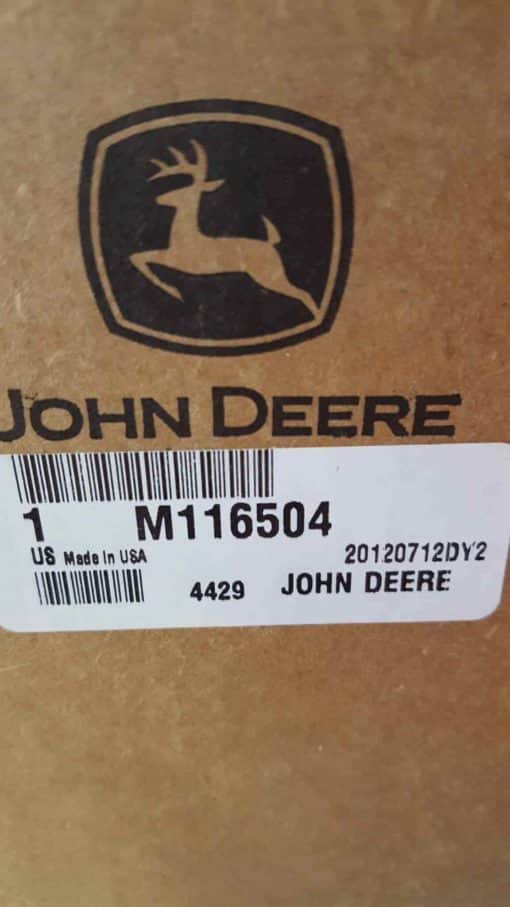 JOHN DEERE
1 M116504
US Made In USA 20120712DY2
4429 JOHN DEERE